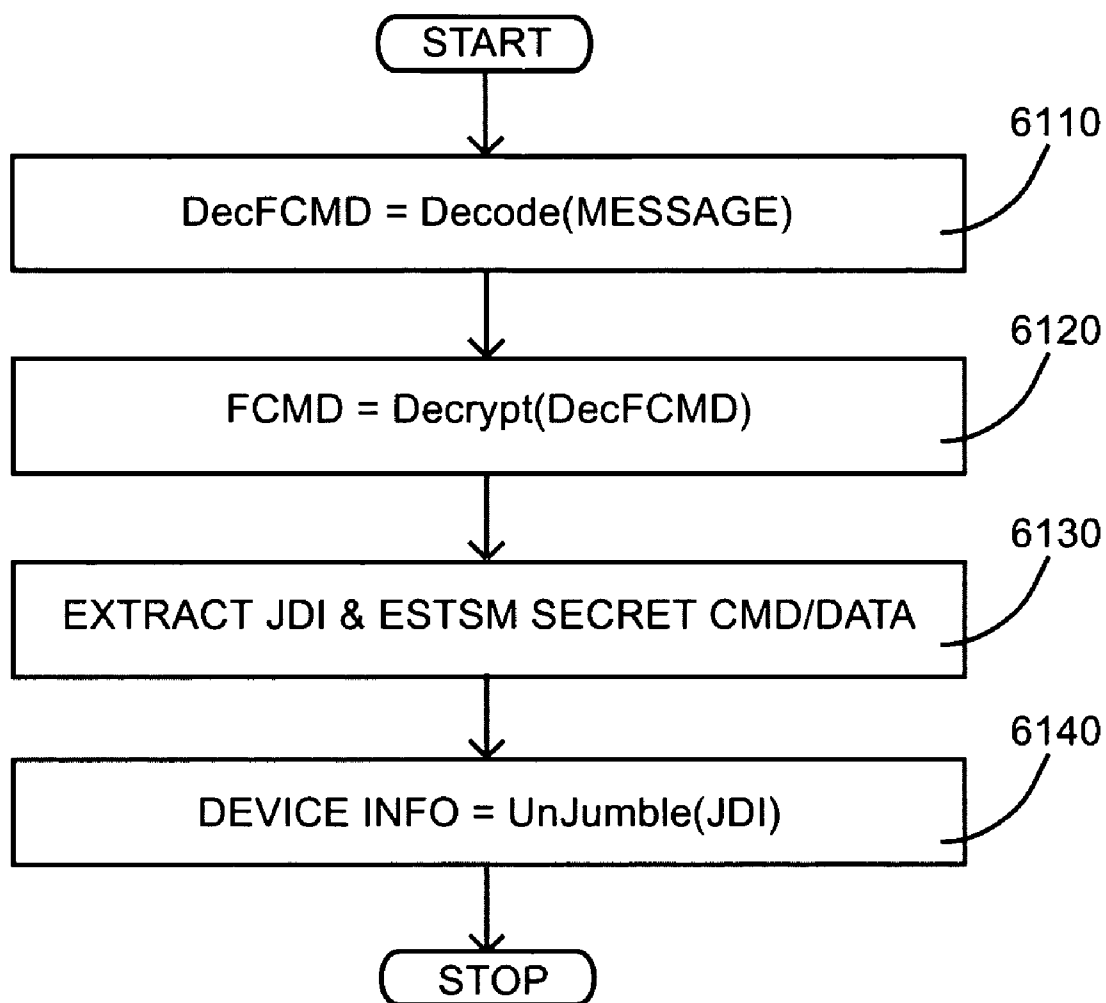 START
6110
DecFCMD = Decode(MESSAGE)
6120
FCMD = Decrypt(DecFCMD)
6130
EXTRACT JDI & ESTSM SECRET CMD/DATA
6140
DEVICE INFO = UnJumble(JDI)
STOP